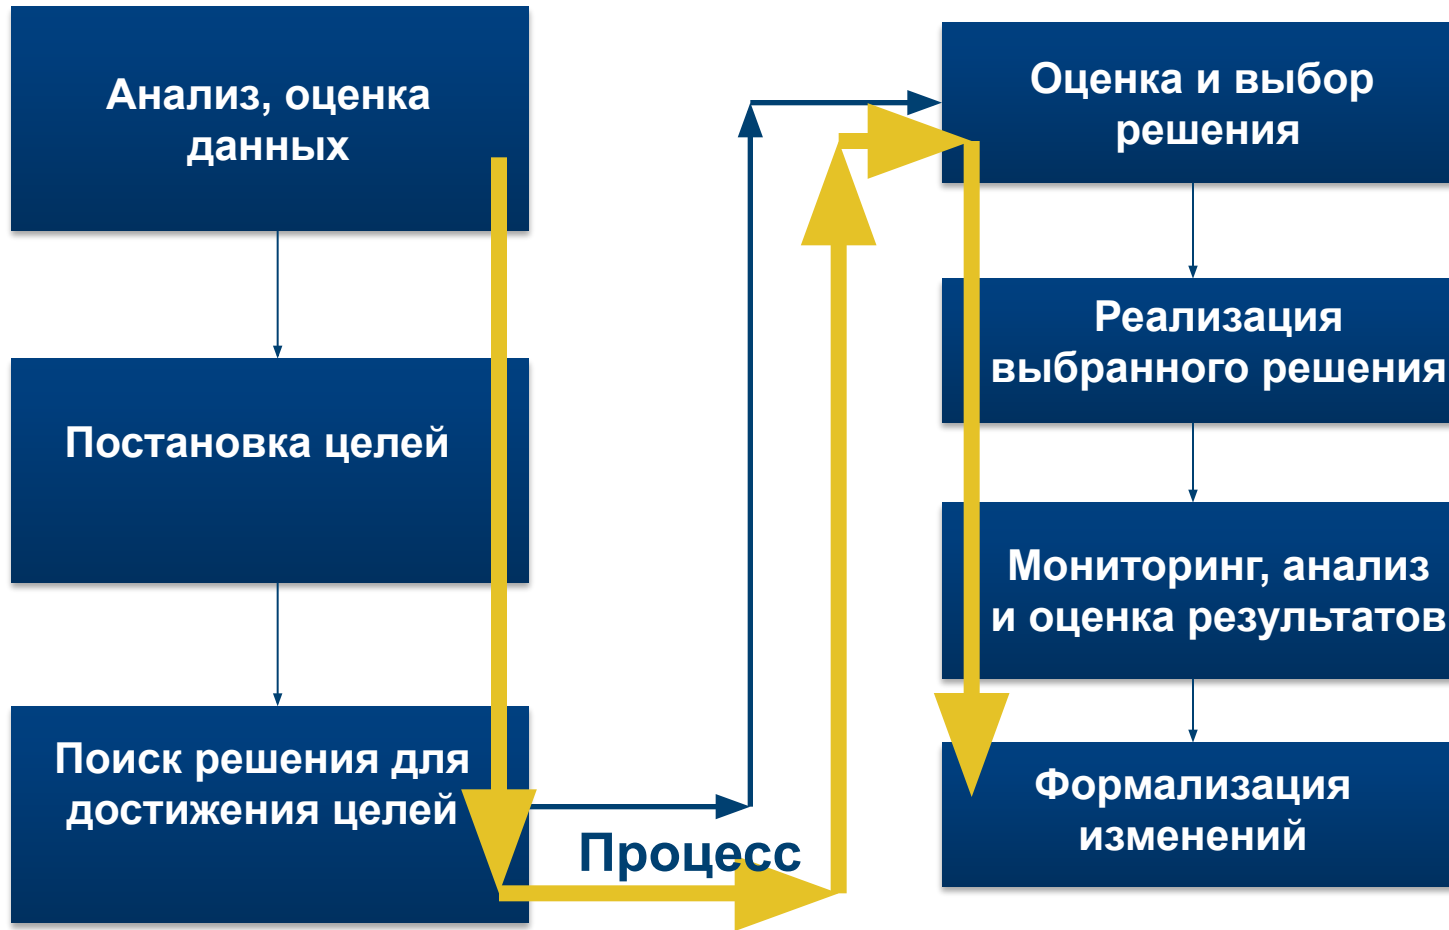 Анализ, оценка
данных
Постановка целей
Поиск решения для
достижения целей
Процесс
Оценка и выбор
решения
Реализация
выбранного решения
Мониторинг, анализ
и оценка результатов
Формализация
изменений